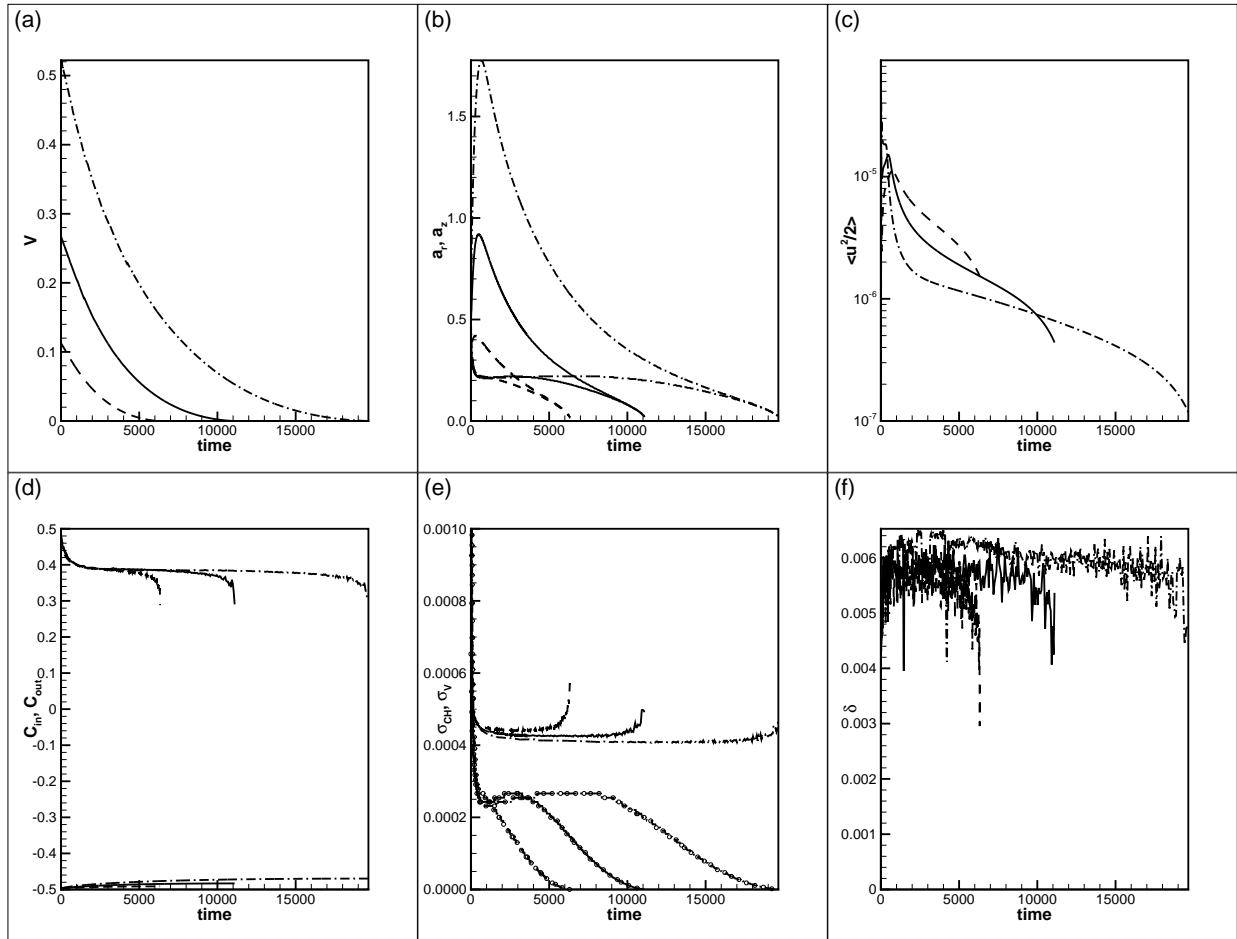 (a)
V
0.5
0.4
0.3
0.2
0.1
0
0 5000 10000 15000
time
(b)
a_r, a_z
1.5
1.0
0.5
0.0
0 5000 10000 15000
time
(c)
<u²/2>
10⁻⁵
10⁻⁶
10⁻⁷
0 5000 10000 15000
time
(d)
C_in, C_out
0.5
0.4
0.3
0.2
0.1
0
-0.1
-0.2
-0.3
-0.4
-0.5
0 5000 10000 15000
time
(e)
σ_CH, σ_V
0.0010
0.0008
0.0006
0.0004
0.0002
0.0000
0 5000 10000 15000
time
(f)
δ
0.006
0.005
0.004
0.003
0.002
0.001
0
0 5000 10000 15000
time